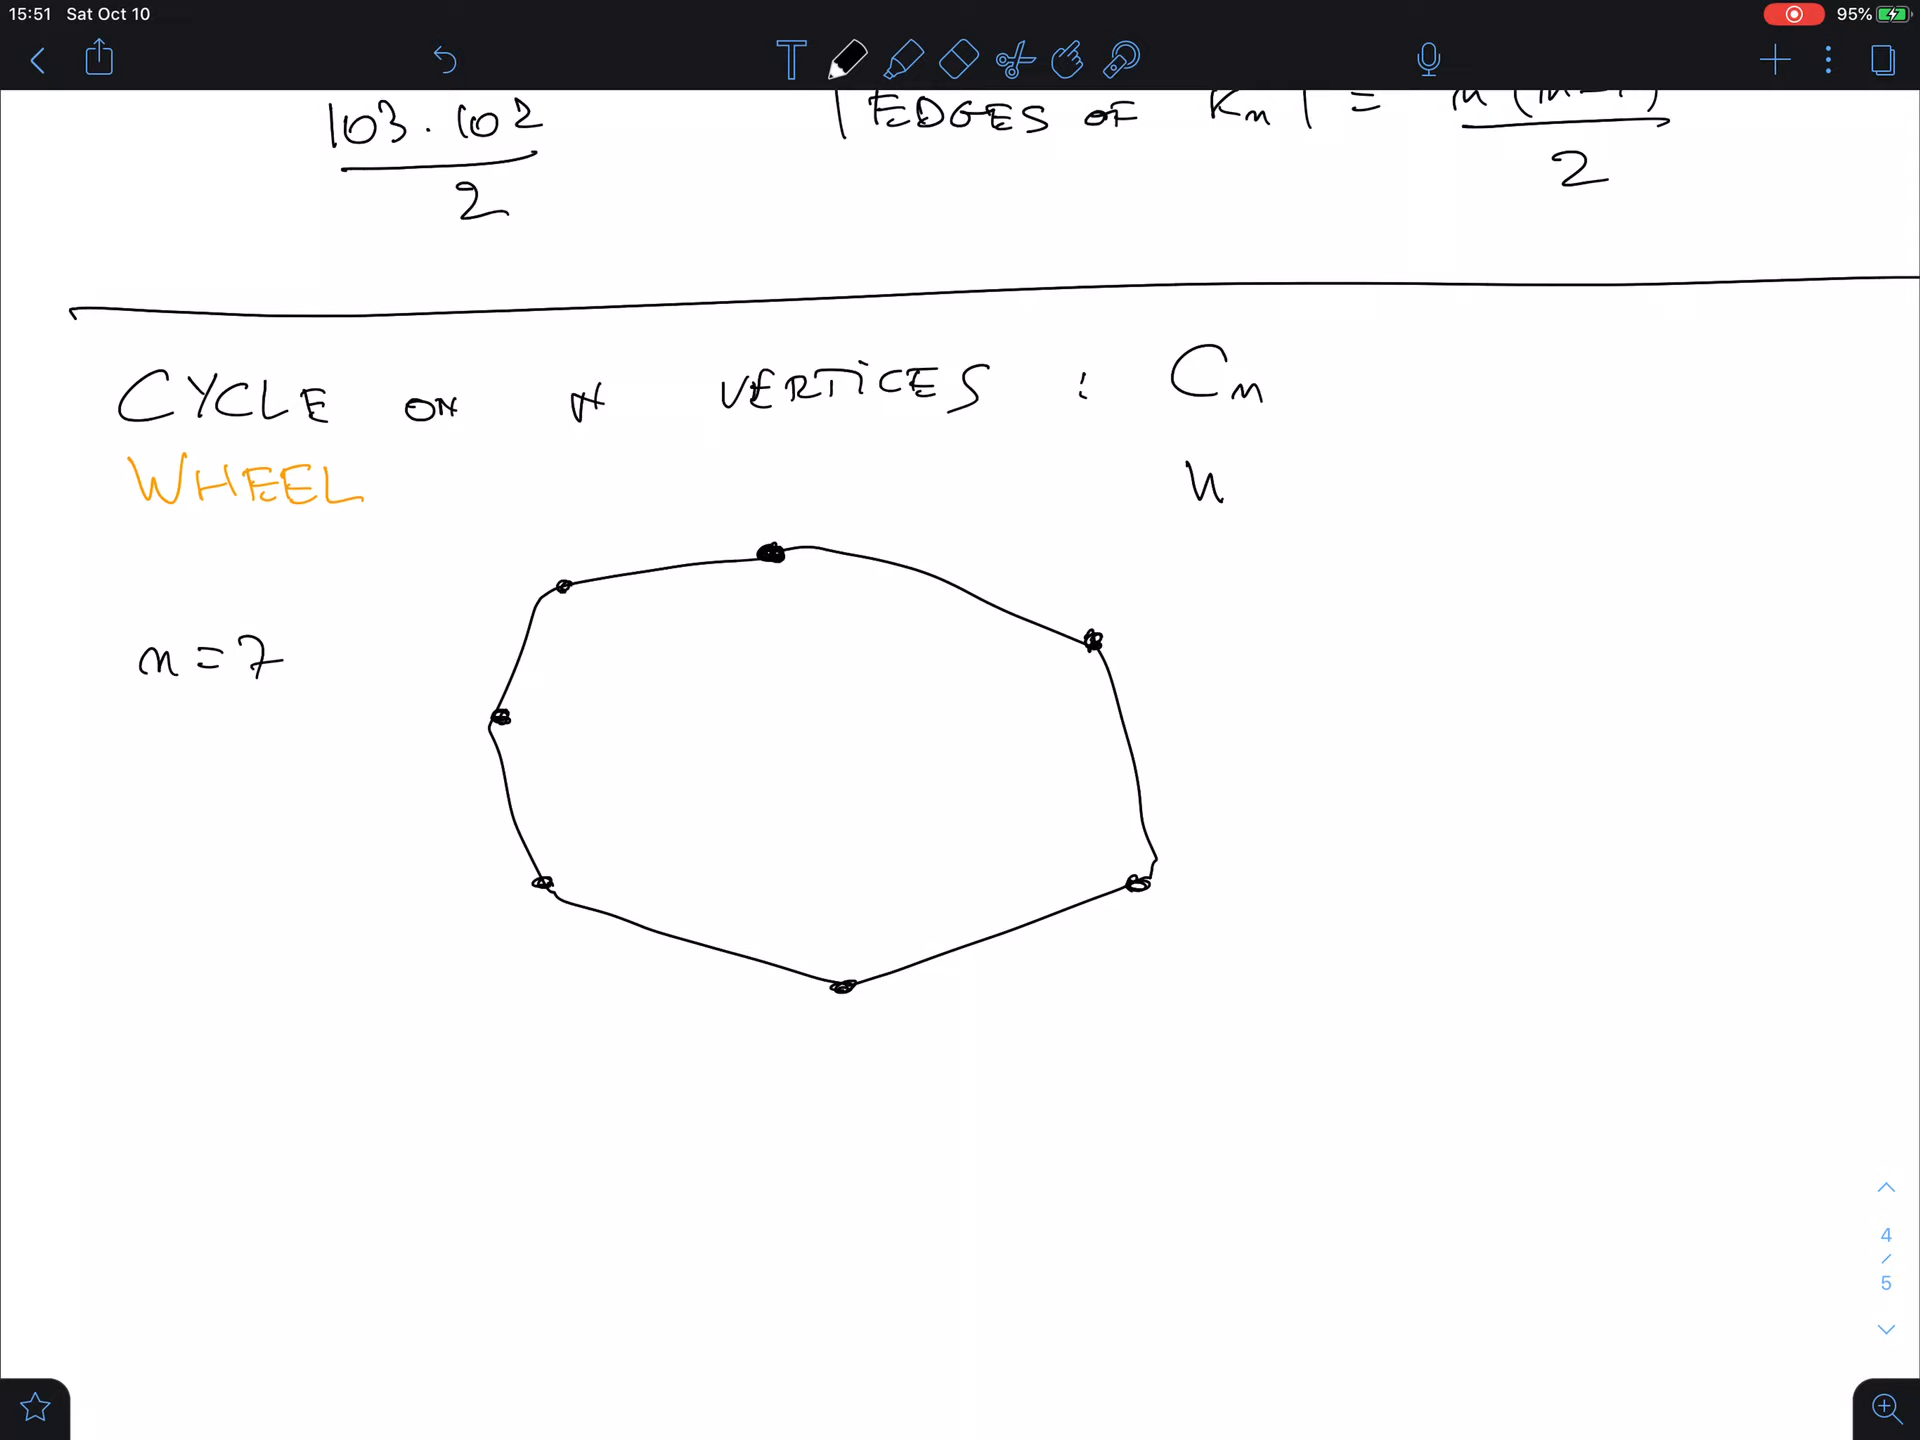 15:51 Sat Oct 10 95%
T
103 · 102 / 2
| EDGES OF Kn | = n(n-1) / 2
CYCLE ON N VERTICES : Cn
WHEEL
n = 7
4
/
5